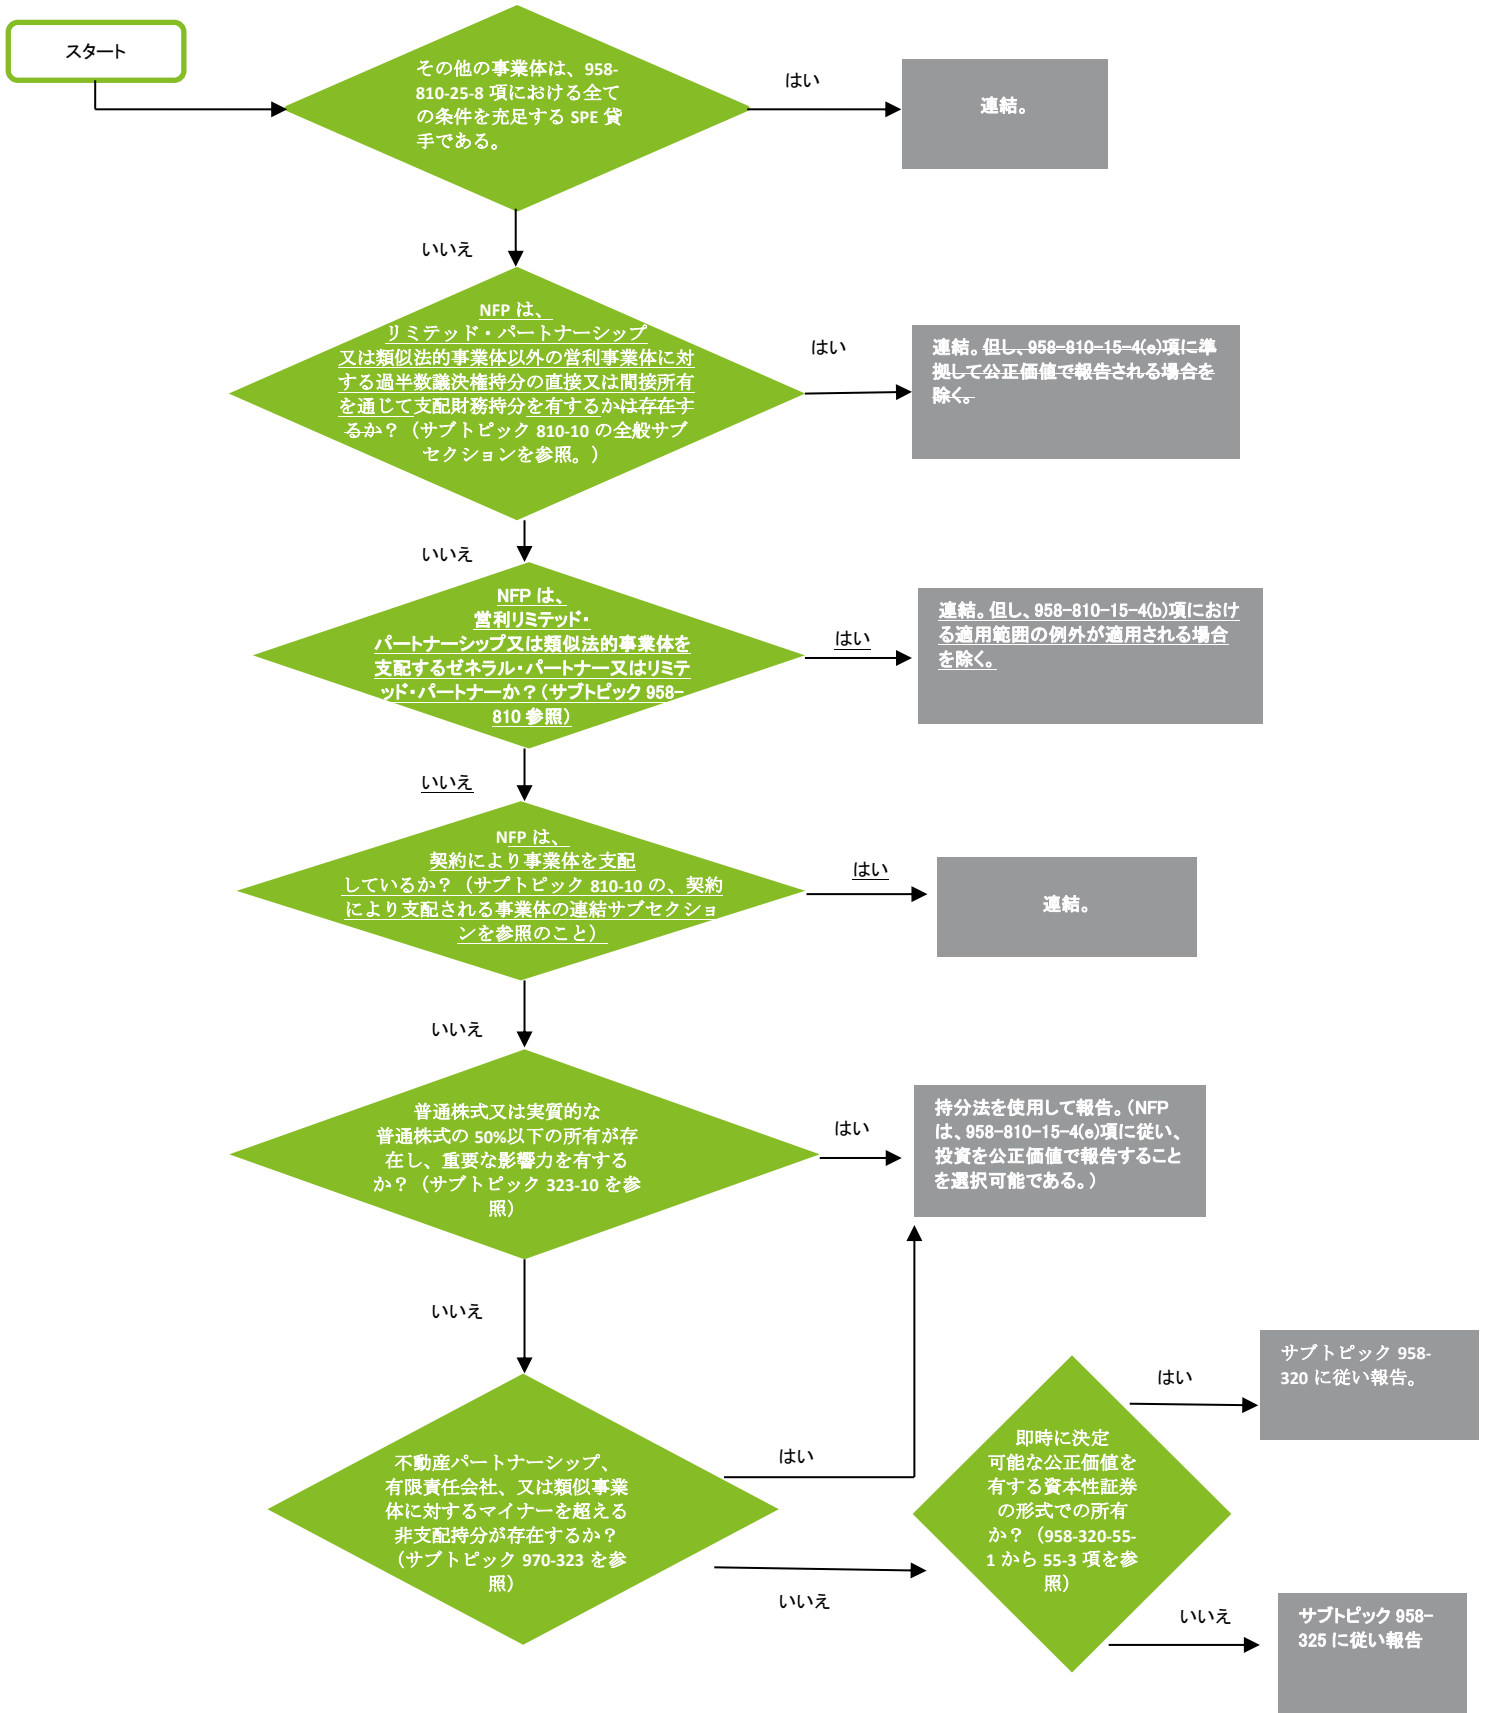 スタート
その他の事業体は、958-
810-25-8 項における全て
の条件を充足する SPE 貸
手である。
はい
連結。
いいえ
NFP は、
リミテッド・パートナーシップ
又は類似法的事業体以外の営利事業体に対
する過半数議決権持分の直接又は間接所有
を通じて支配財務持分を有するかは存在す
るか？（サブトピック 810-10 の全般サブ
セクションを参照。）
はい
連結。但し、958-810-15-4(e)項に準
拠して公正価値で報告される場合を
除く。
いいえ
NFP は、
営利リミテッド・
パートナーシップ又は類似法的事業体を
支配するゼネラル・パートナー又はリミテ
ッド・パートナーか？（サブトピック 958-
810 参照）
はい
連結。但し、958-810-15-4(b)項におけ
る適用範囲の例外が適用される場合
を除く。
いいえ
NFP は、
契約により事業体を支配
しているか？（サブトピック 810-10 の、契約
により支配される事業体の連結サブセクショ
ンを参照のこと）
はい
連結。
いいえ
普通株式又は実質的な
普通株式の 50%以下の所有が存
在し、重要な影響力を有する
か？（サブトピック 323-10 を参
照）
はい
持分法を使用して報告。（NFP
は、958-810-15-4(e)項に従い、
投資を公正価値で報告すること
を選択可能である。）
いいえ
不動産パートナーシップ、
有限責任会社、又は類似事業
体に対するマイナーを超える
非支配持分が存在するか？
（サブトピック 970-323 を参
照）
はい
いいえ
即時に決定
可能な公正価値を
有する資本性証券
の形式での所有
か？（958-320-55-
1 から 55-3 項を参
照）
はい
サブトピック 958-
320 に従い報告。
いいえ
サブトピック 958-
325 に従い報告